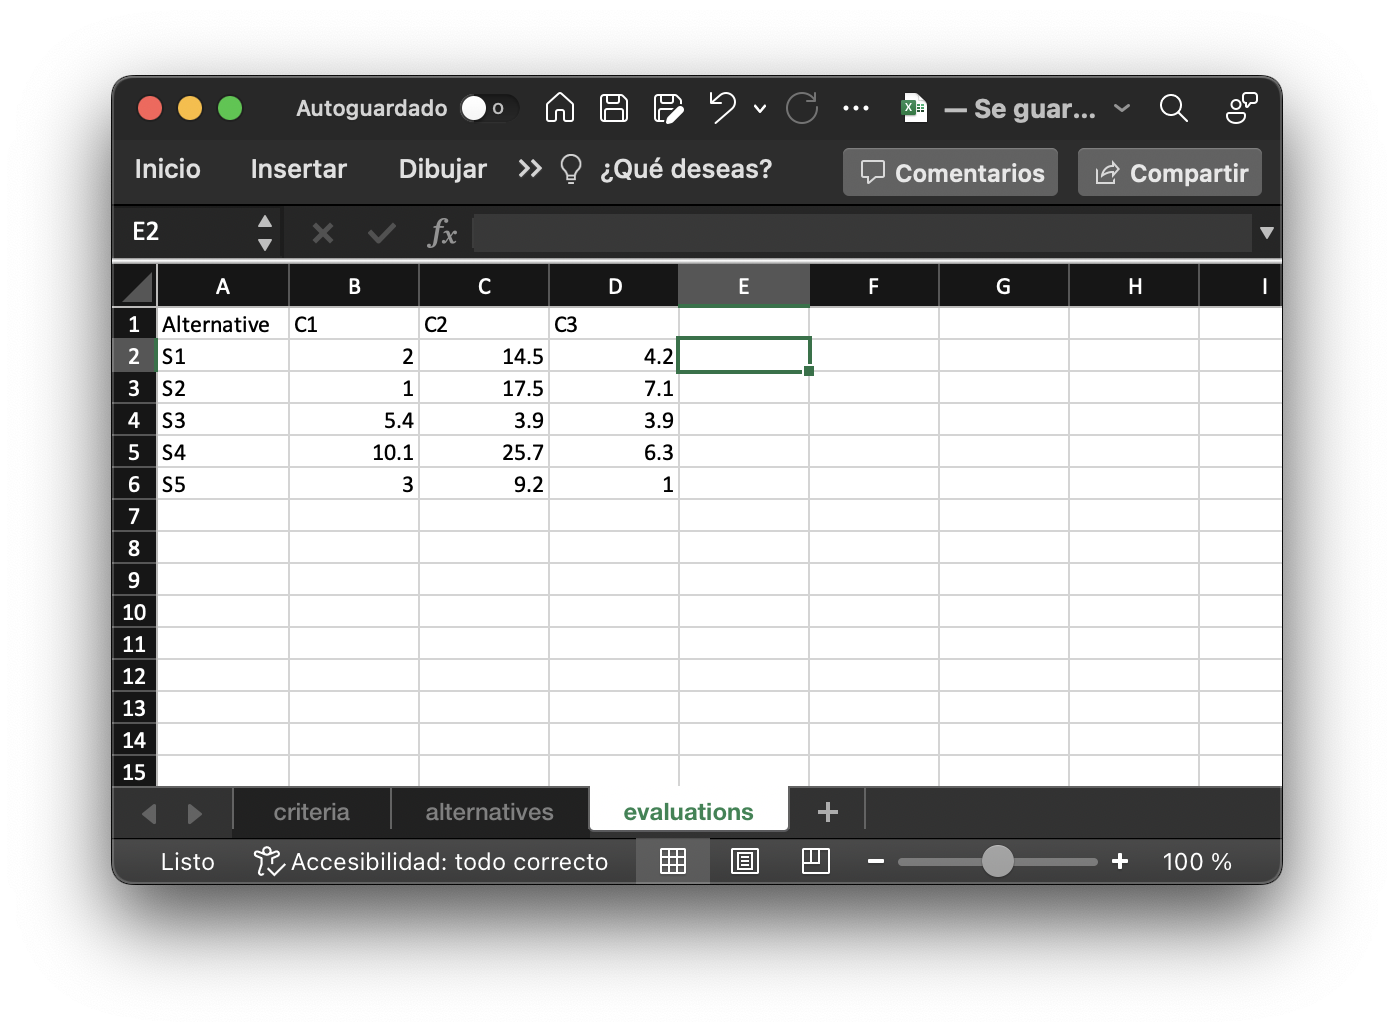 Autoguardado — Se guar...
Inicio Insertar Dibujar >> ¿Qué deseas? Comentarios Compartir
E2 fx
A B C D E F G H I
1 Alternative C1 C2 C3
2 S1 2 14.5 4.2
3 S2 1 17.5 7.1
4 S3 5.4 3.9 3.9
5 S4 10.1 25.7 6.3
6 S5 3 9.2 1
7
8
9
10
11
12
13
14
15
criteria alternatives evaluations +
Listo Accesibilidad: todo correcto − + 100 %